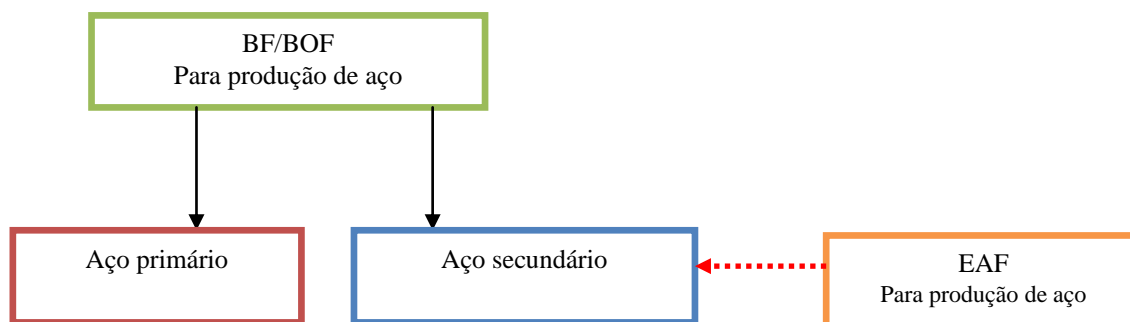 BF/BOF
Para produção de aço
Aço primário
Aço secundário
EAF
Para produção de aço